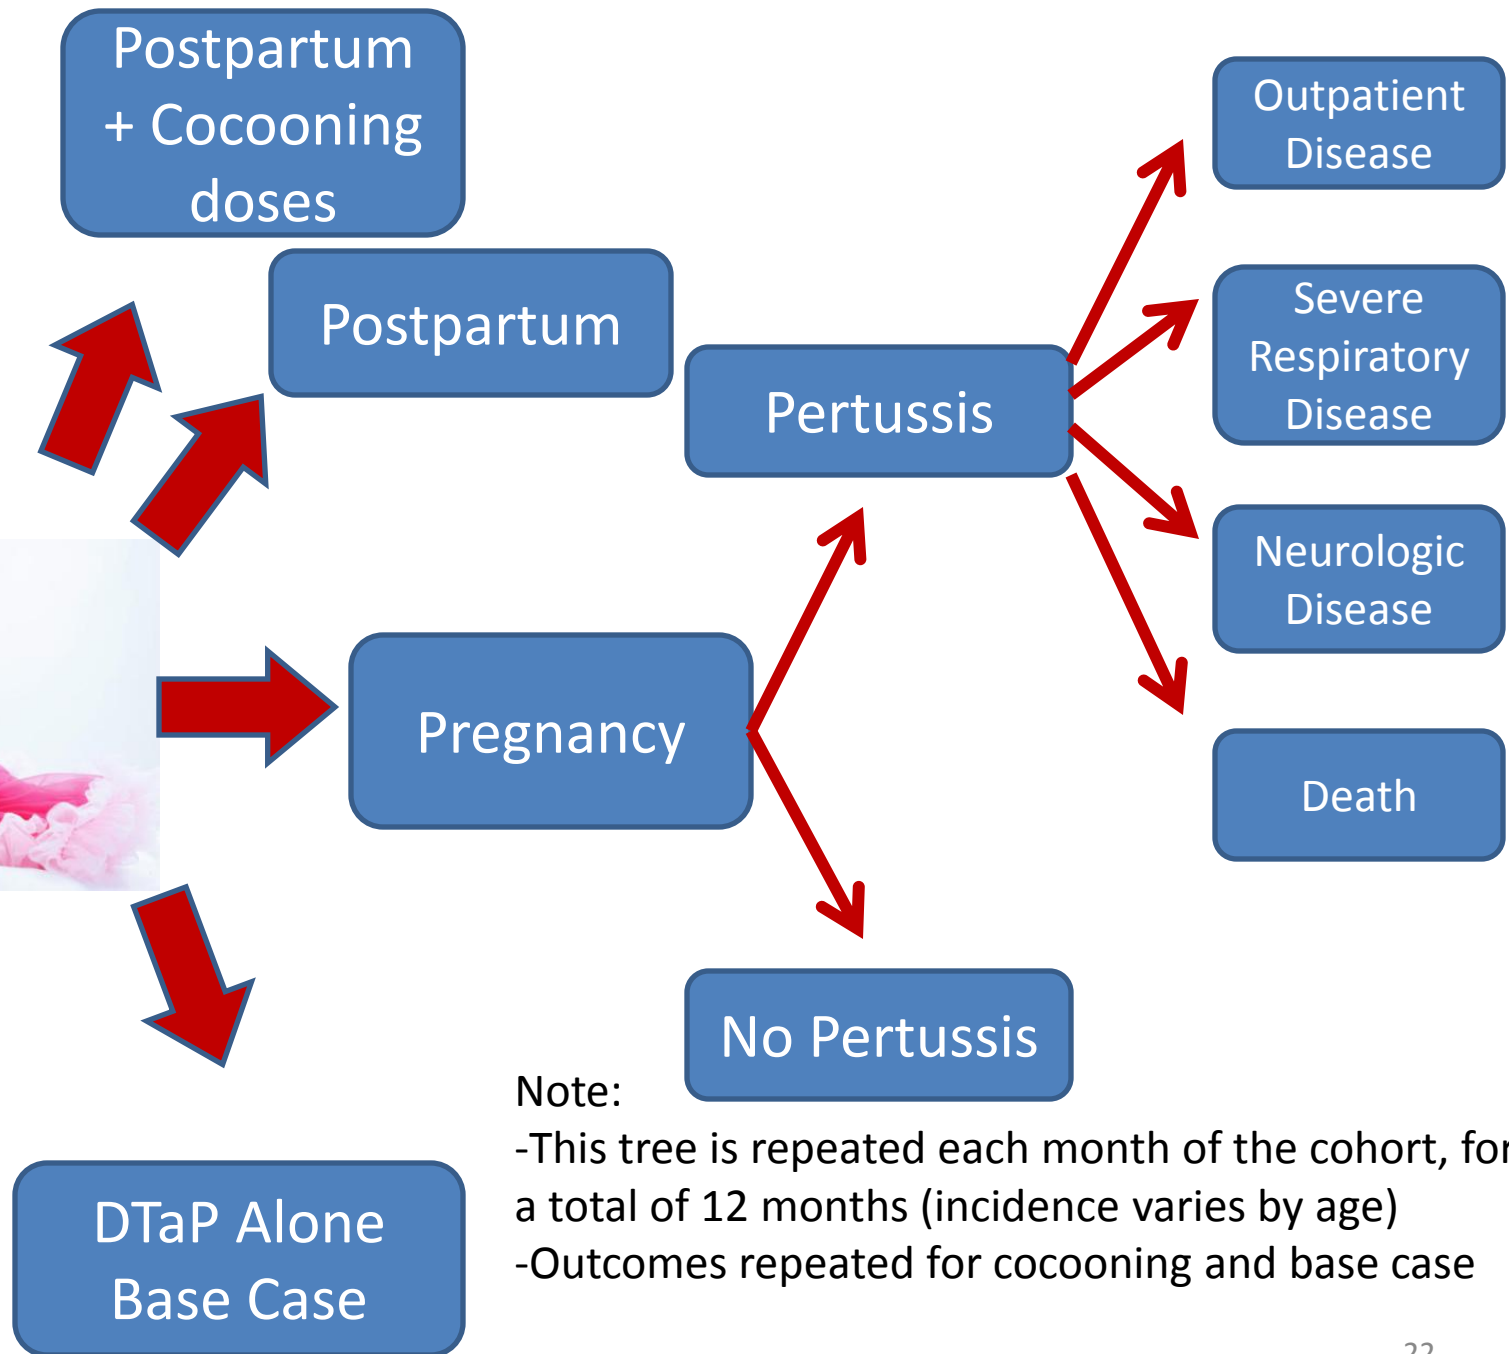 Postpartum
+ Cocooning
doses
Postpartum
Pregnancy
DTaP Alone
Base Case
Pertussis
No Pertussis
Outpatient
Disease
Severe
Respiratory
Disease
Neurologic
Disease
Death
Note:
-This tree is repeated each month of the cohort, for
a total of 12 months (incidence varies by age)
-Outcomes repeated for cocooning and base case
22